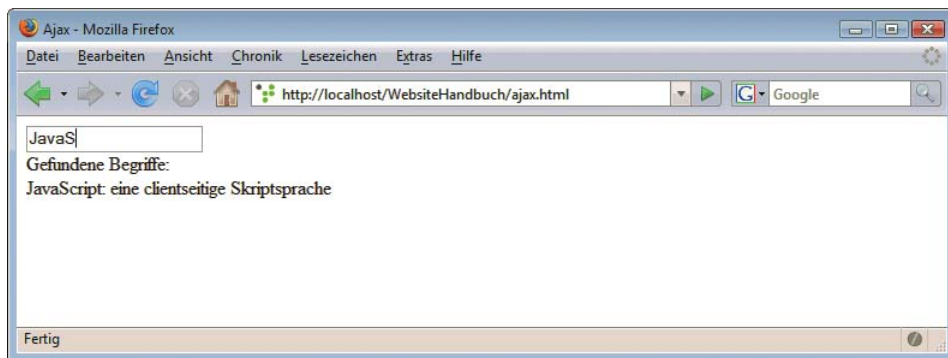 Ajax - Mozilla Firefox
Datei Bearbeiten Ansicht Chronik Lesezeichen Extras Hilfe
http://localhost/WebsiteHandbuch/ajax.html G Google
JavaS
Gefundene Begriffe:
JavaScript: eine clientseitige Skriptsprache
Fertig